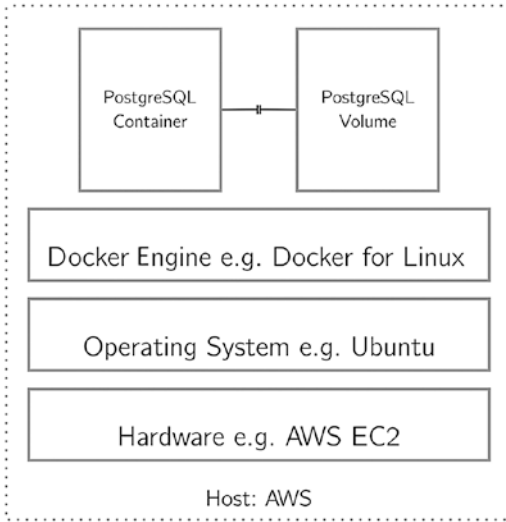 PostgreSQL
Container
PostgreSQL
Volume
Docker Engine e.g. Docker for Linux
Operating System e.g. Ubuntu
Hardware e.g. AWS EC2
Host: AWS